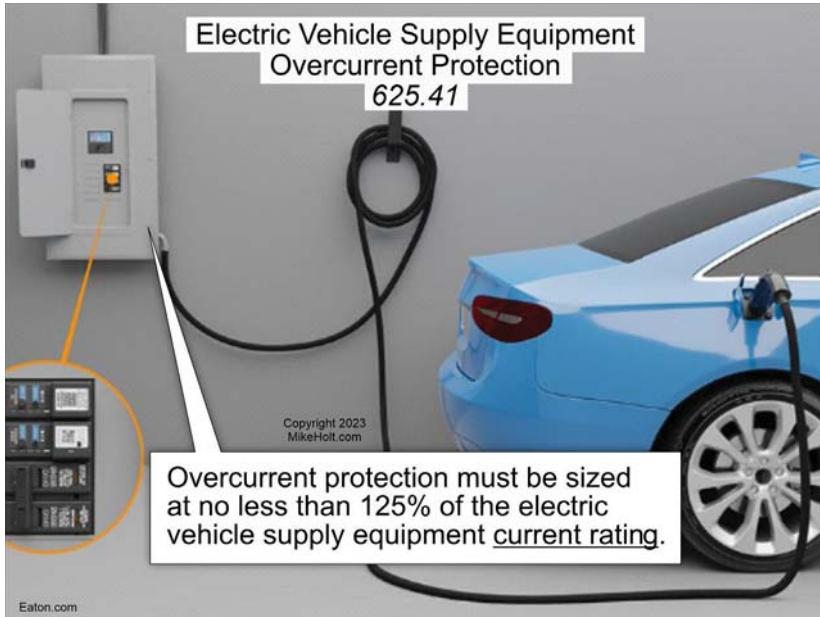 Electric Vehicle Supply Equipment
Overcurrent Protection
625.41
Copyright 2023
MikeHolt.com
Overcurrent protection must be sized
at no less than 125% of the electric
vehicle supply equipment current rating.
Eaton.com